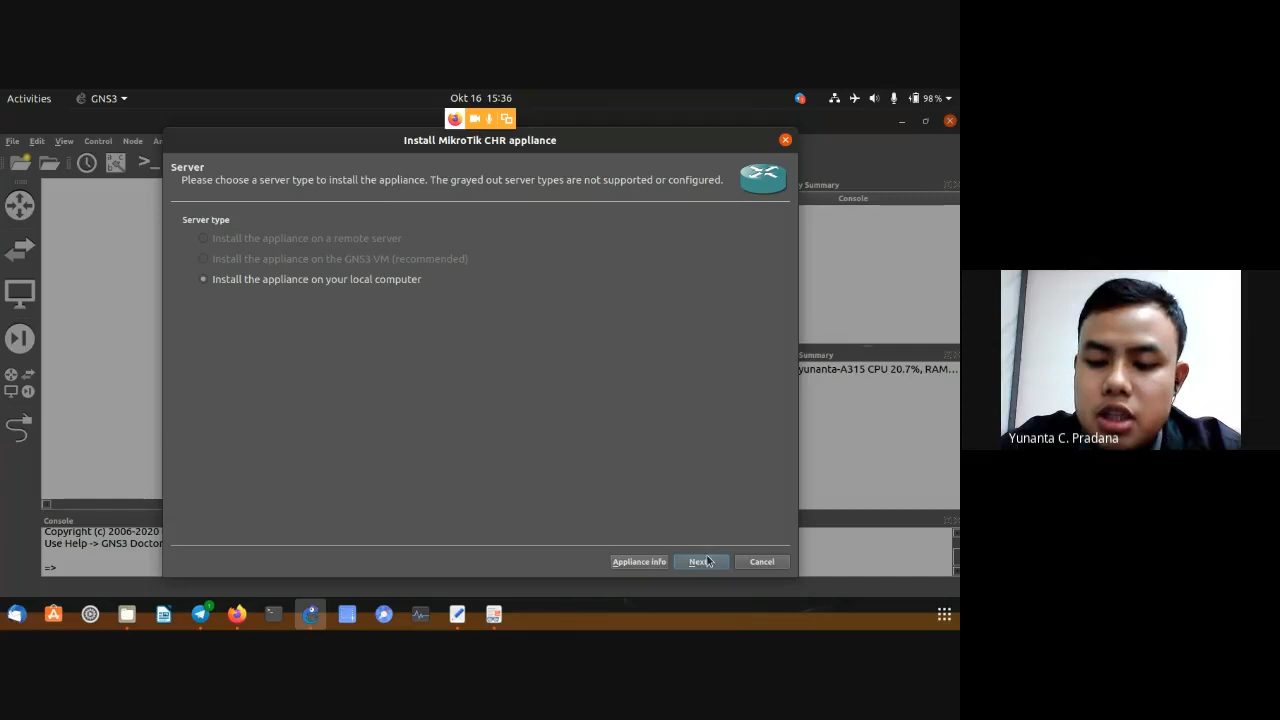 Activities
GNS3
Okt 16 15:36
98%
Install MikroTik CHR appliance
File Edit View Control Node
Server
Please choose a server type to install the appliance. The grayed out server types are not supported or configured.
y Summary
Console
Server type
Install the appliance on a remote server
Install the appliance on the GNS3 VM (recommended)
Install the appliance on your local computer
Summary
yunanta-A315 CPU 20.7%, RAM...
Yunanta C. Pradana
Console
Copyright (c) 2006-2020
Use Help -> GNS3 Doctor
=>
Appliance info
Next
Cancel